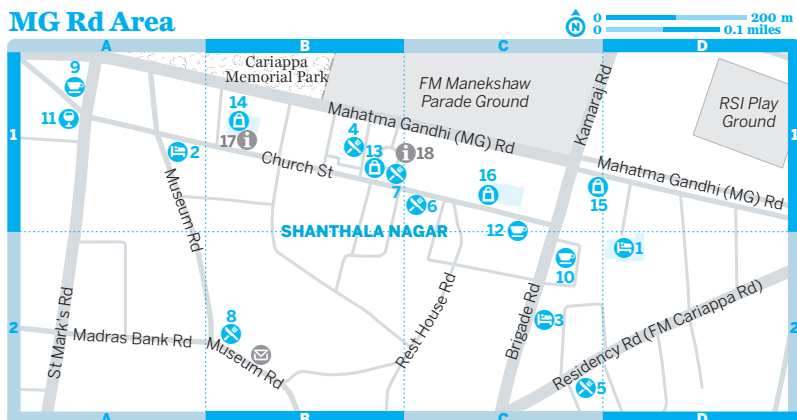 MG Rd Area
N
0 200 m
0 0.1 miles
A B C D
Cariappa
Memorial Park
FM Manekshaw
Parade Ground
RSI Play
Ground
Kamaraj Rd
Mahatma Gandhi (MG) Rd
Mahatma Gandhi (MG) Rd
9
11
14
17
2
4
13
18
7
6
16
15
1
1
Church St
Museum Rd
SHANTHALA NAGAR
12
10
1
3
5
8
2
2
St Mark's Rd
Madras Bank Rd
Museum Rd
Rest House Rd
Brigade Rd
Residency Rd (FM Cariappa Rd)
A B C D